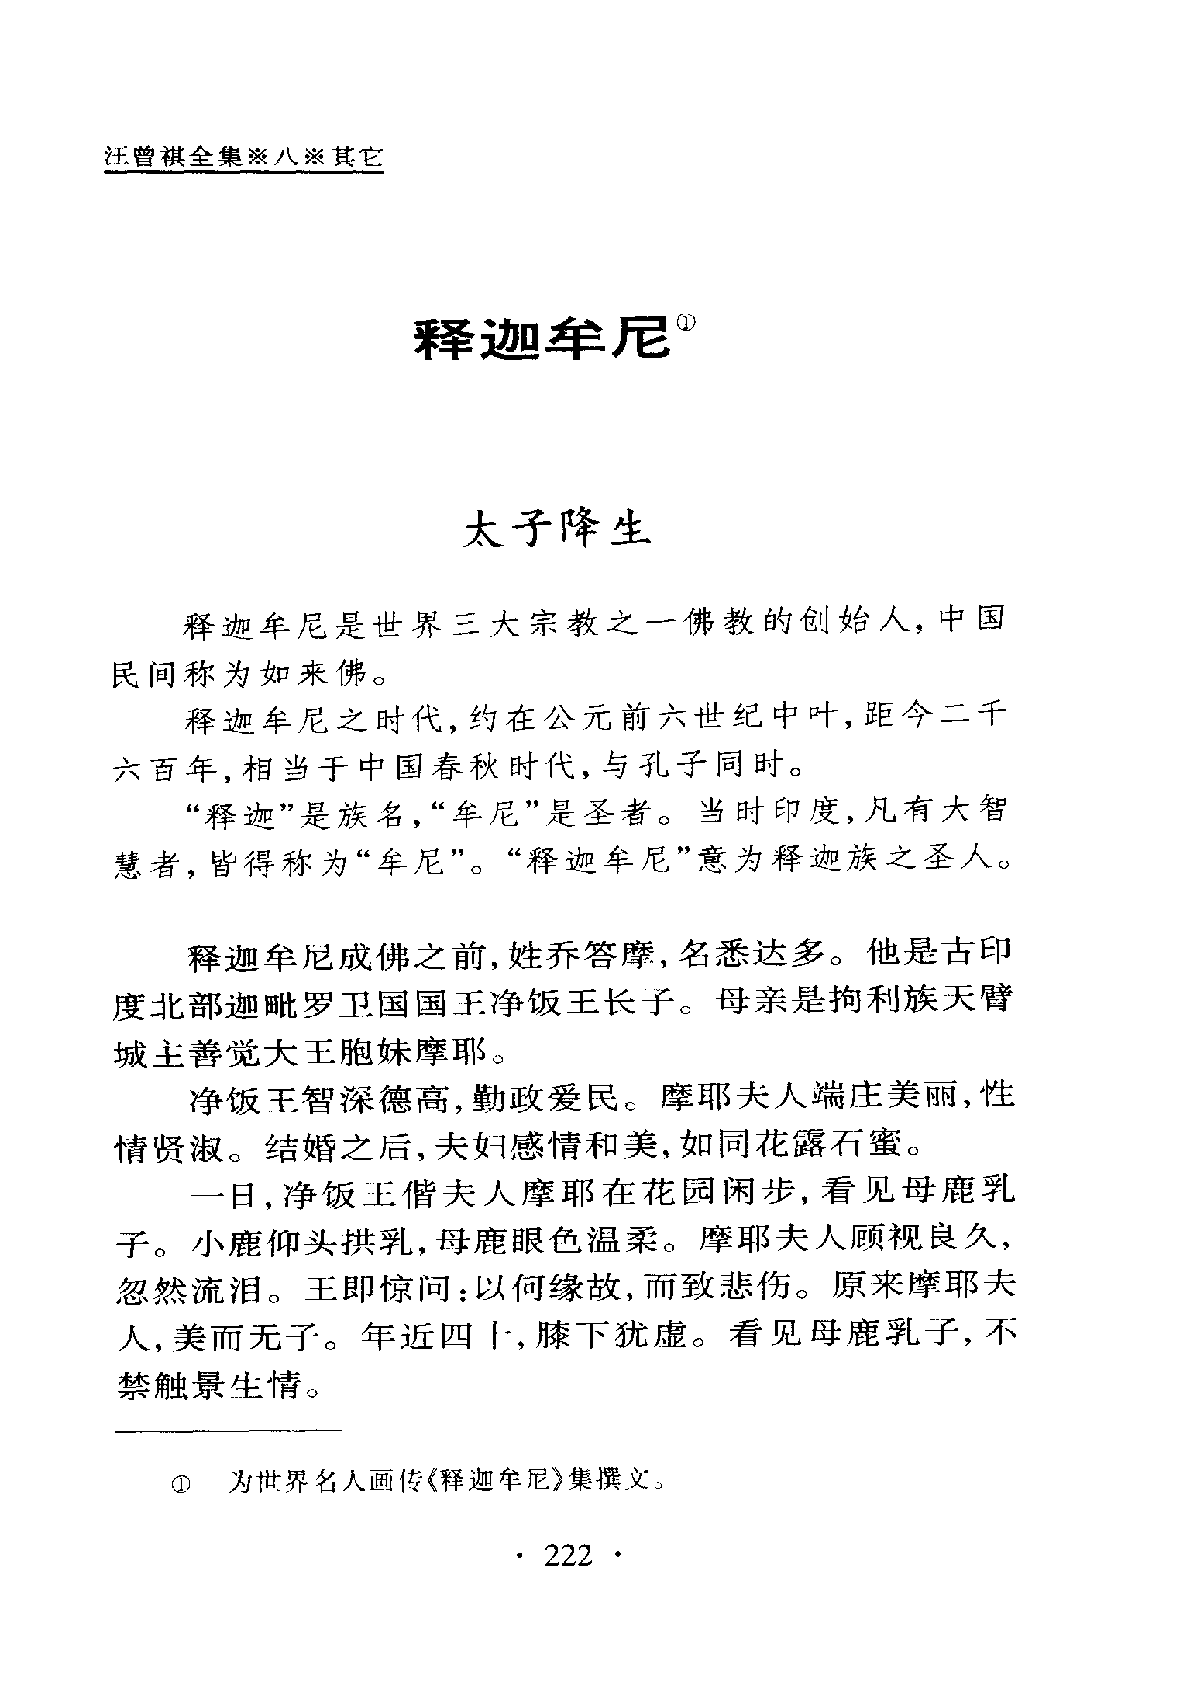 汪曾祺全集※八※其它
释迦牟尼①
太子降生
释迦牟尼是世界三大宗教之一佛教的创始人,中国
民间称为如来佛。
释迦牟尼之时代,约在公元前六世纪中叶,距今二千
六百年,相当于中国春秋时代,与孔子同时。
“释迦”是族名,“牟尼”是圣者。当时印度,凡有大智
慧者,皆得称为“牟尼”。“释迦牟尼”意为释迦族之圣人。
释迦牟尼成佛之前,姓乔答摩,名悉达多。他是古印
度北部迦毗罗卫国国王净饭王长子。母亲是拘利族天臂
城主善觉大王胞妹摩耶。
净饭王智深德高,勤政爱民。摩耶夫人端庄美丽,性
情贤淑。结婚之后,夫妇感情和美,如同花露石蜜。
一日,净饭王偕夫人摩耶在花园闲步,看见母鹿乳
子。小鹿仰头拱乳,母鹿眼色温柔。摩耶夫人顾视良久,
忽然流泪。王即惊问:以何缘故,而致悲伤。原来摩耶夫
人,美而无子。年近四十,膝下犹虚。看见母鹿乳子,不
禁触景生情。
① 为世界名人画传《释迦牟尼》集撰文。
· 222 ·